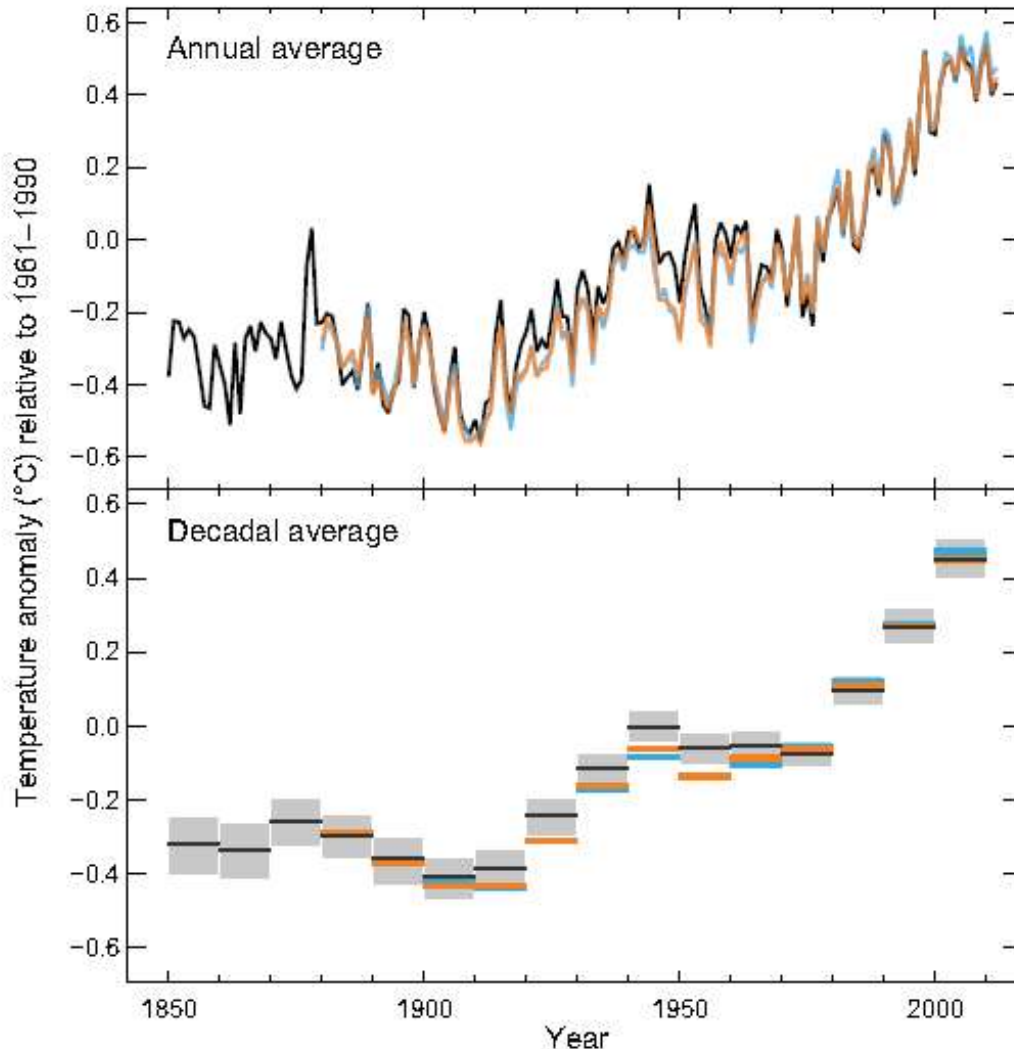 Temperature anomaly (°C) relative to 1961–1990
Annual average
0.6
0.4
0.2
0.0
−0.2
−0.4
−0.6
Decadal average
0.6
0.4
0.2
0.0
−0.2
−0.4
−0.6
1850 1900 1950 2000
Year